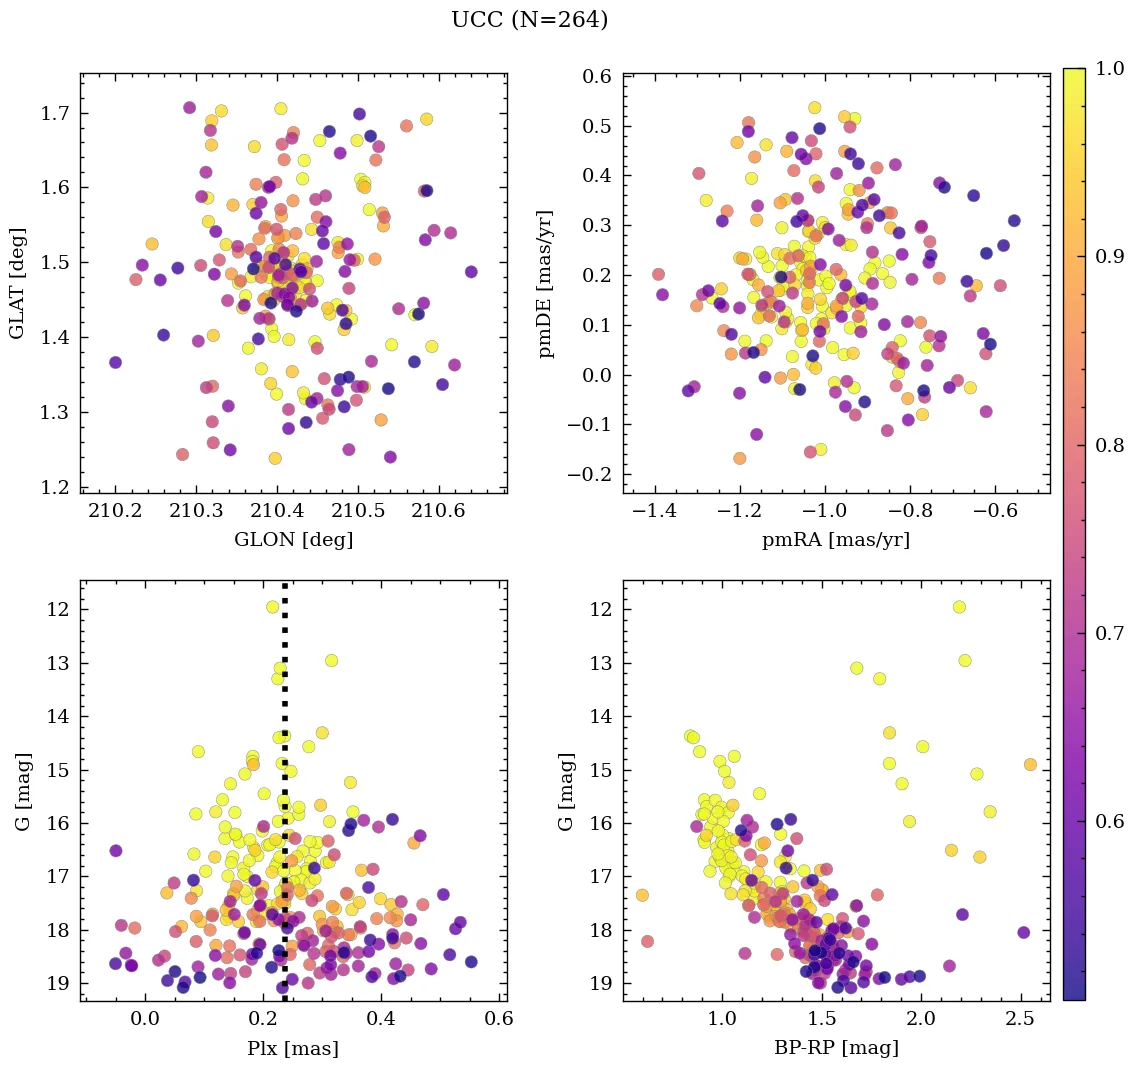 UCC (N=264)
1.7
1.6
1.5
1.4
1.3
1.2
GLAT [deg]
210.2 210.3 210.4 210.5 210.6
GLON [deg]
0.6
0.5
0.4
0.3
0.2
0.1
0.0
−0.1
−0.2
pmDE [mas/yr]
−1.4 −1.2 −1.0 −0.8 −0.6
pmRA [mas/yr]
1.0
0.9
0.8
0.7
0.6
12
13
14
15
16
17
18
19
G [mag]
0.0 0.2 0.4 0.6
Plx [mas]
12
13
14
15
16
17
18
19
G [mag]
1.0 1.5 2.0 2.5
BP-RP [mag]